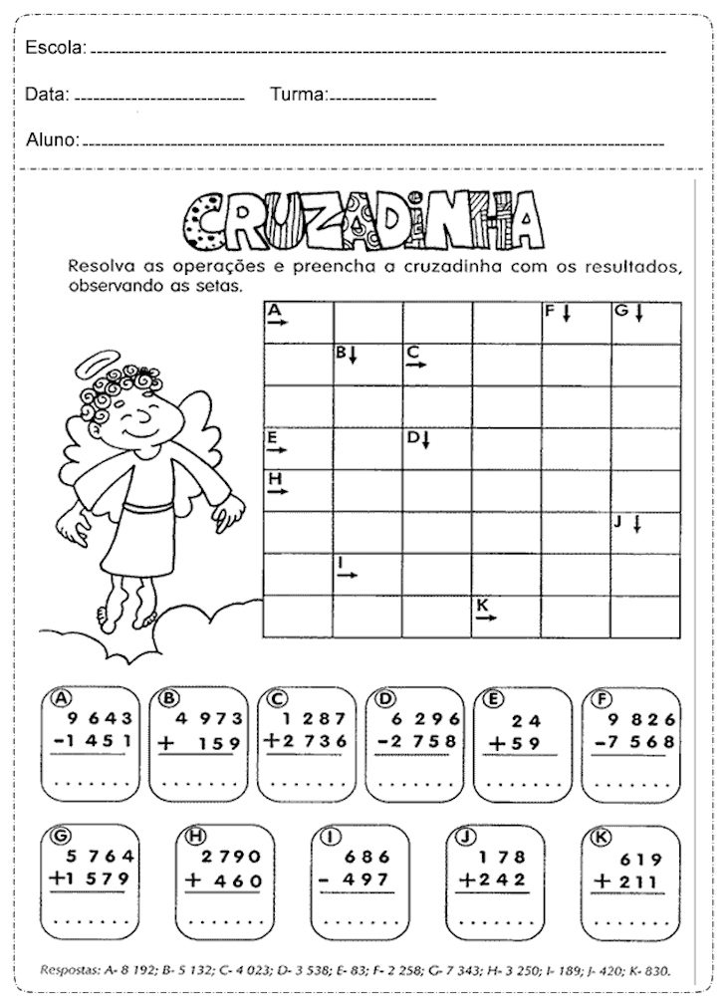 Escola:
Data: Turma:
Aluno:
CRUZADINHA
Resolva as operações e preencha a cruzadinha com os resultados,
observando as setas.
A F G
B C
E D
H
J
I
K
A B C D E F
9 643 4 973 1 287 6 296 24 9 826
-1 451 + 159 +2 736 -2 758 +59 -7 568
G H I J K
5 764 2790 686 178 619
+1 579 + 460 - 497 +242 + 211
Respostas: A- 8 192; B- 5 132; C- 4 023; D- 3 538; E- 83; F- 2 258; G- 7 343; H- 3 250; I- 189; J- 420; K- 830.